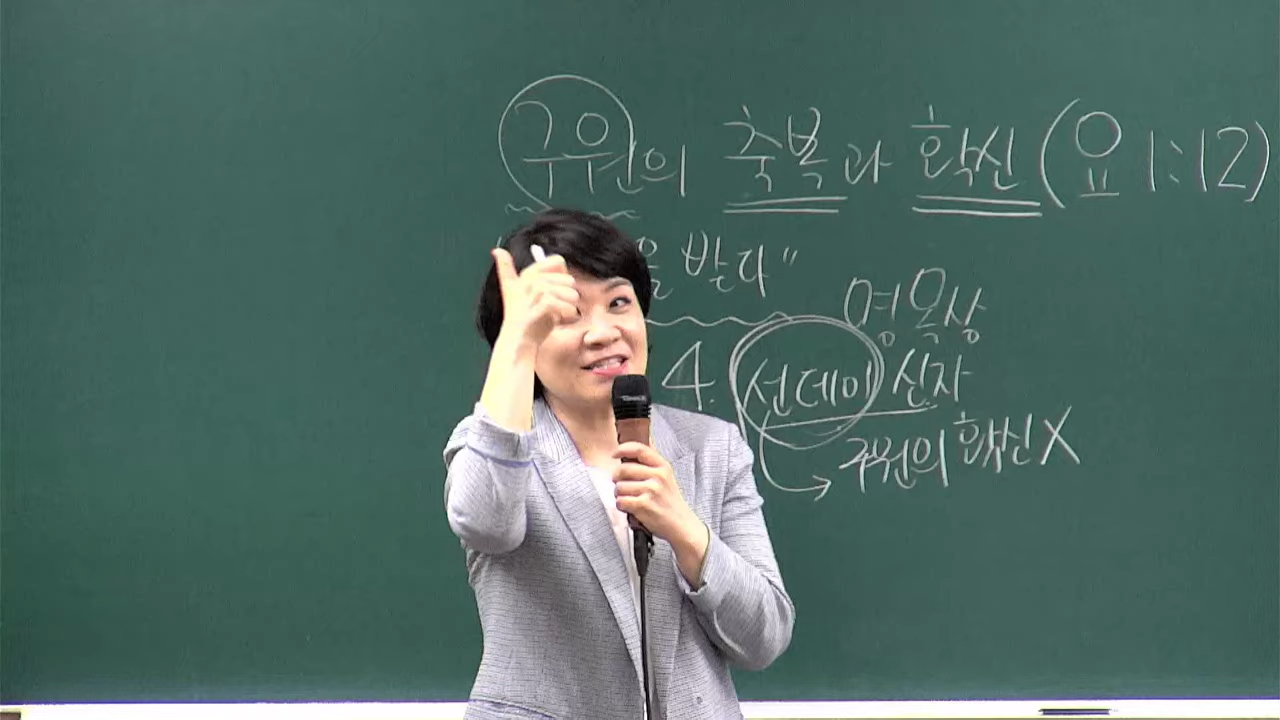 구원의 축복과 확신 (요 1:12)
을 받다"
명목상
4. 선데이 신자
구원의 확신 X